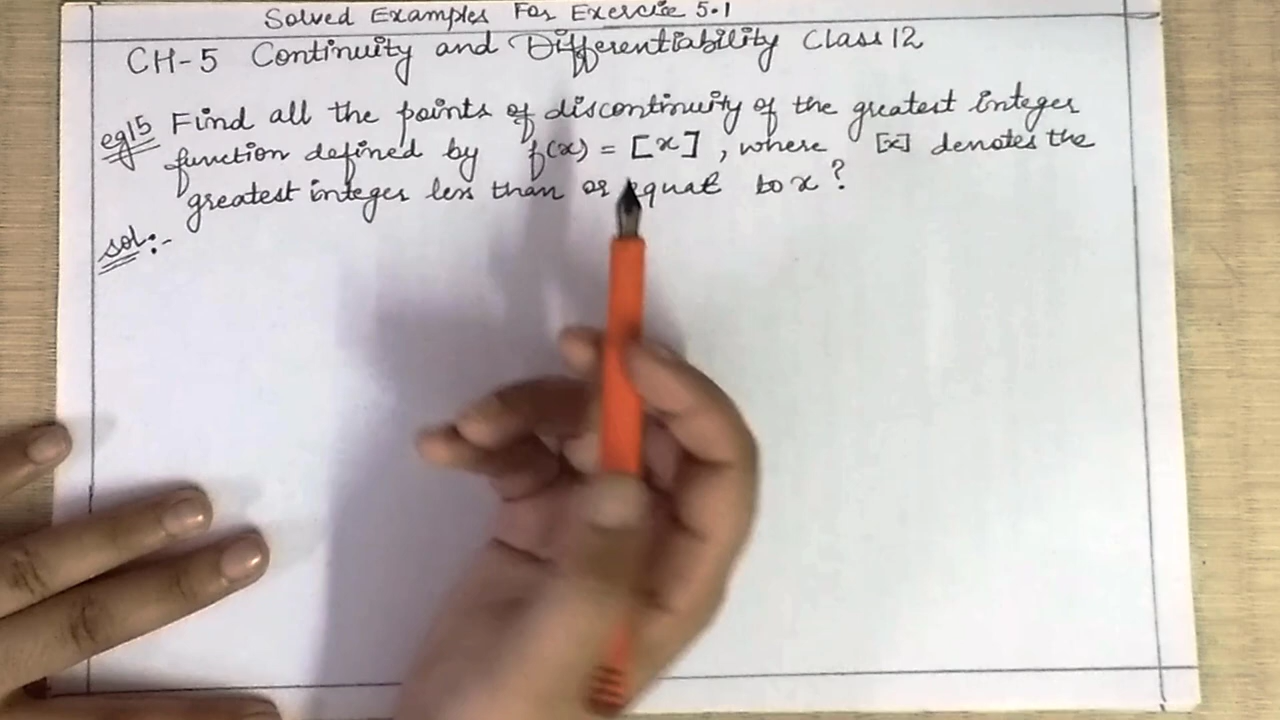 Solved Examples For Exercise 5.1
CH-5 Continuity and Differentiability Class 12
eg15 Find all the points of discontinuity of the greatest integer
function defined by f(x) = [x], where [x] denotes the
greatest integer less than or equal to x?
sol:-